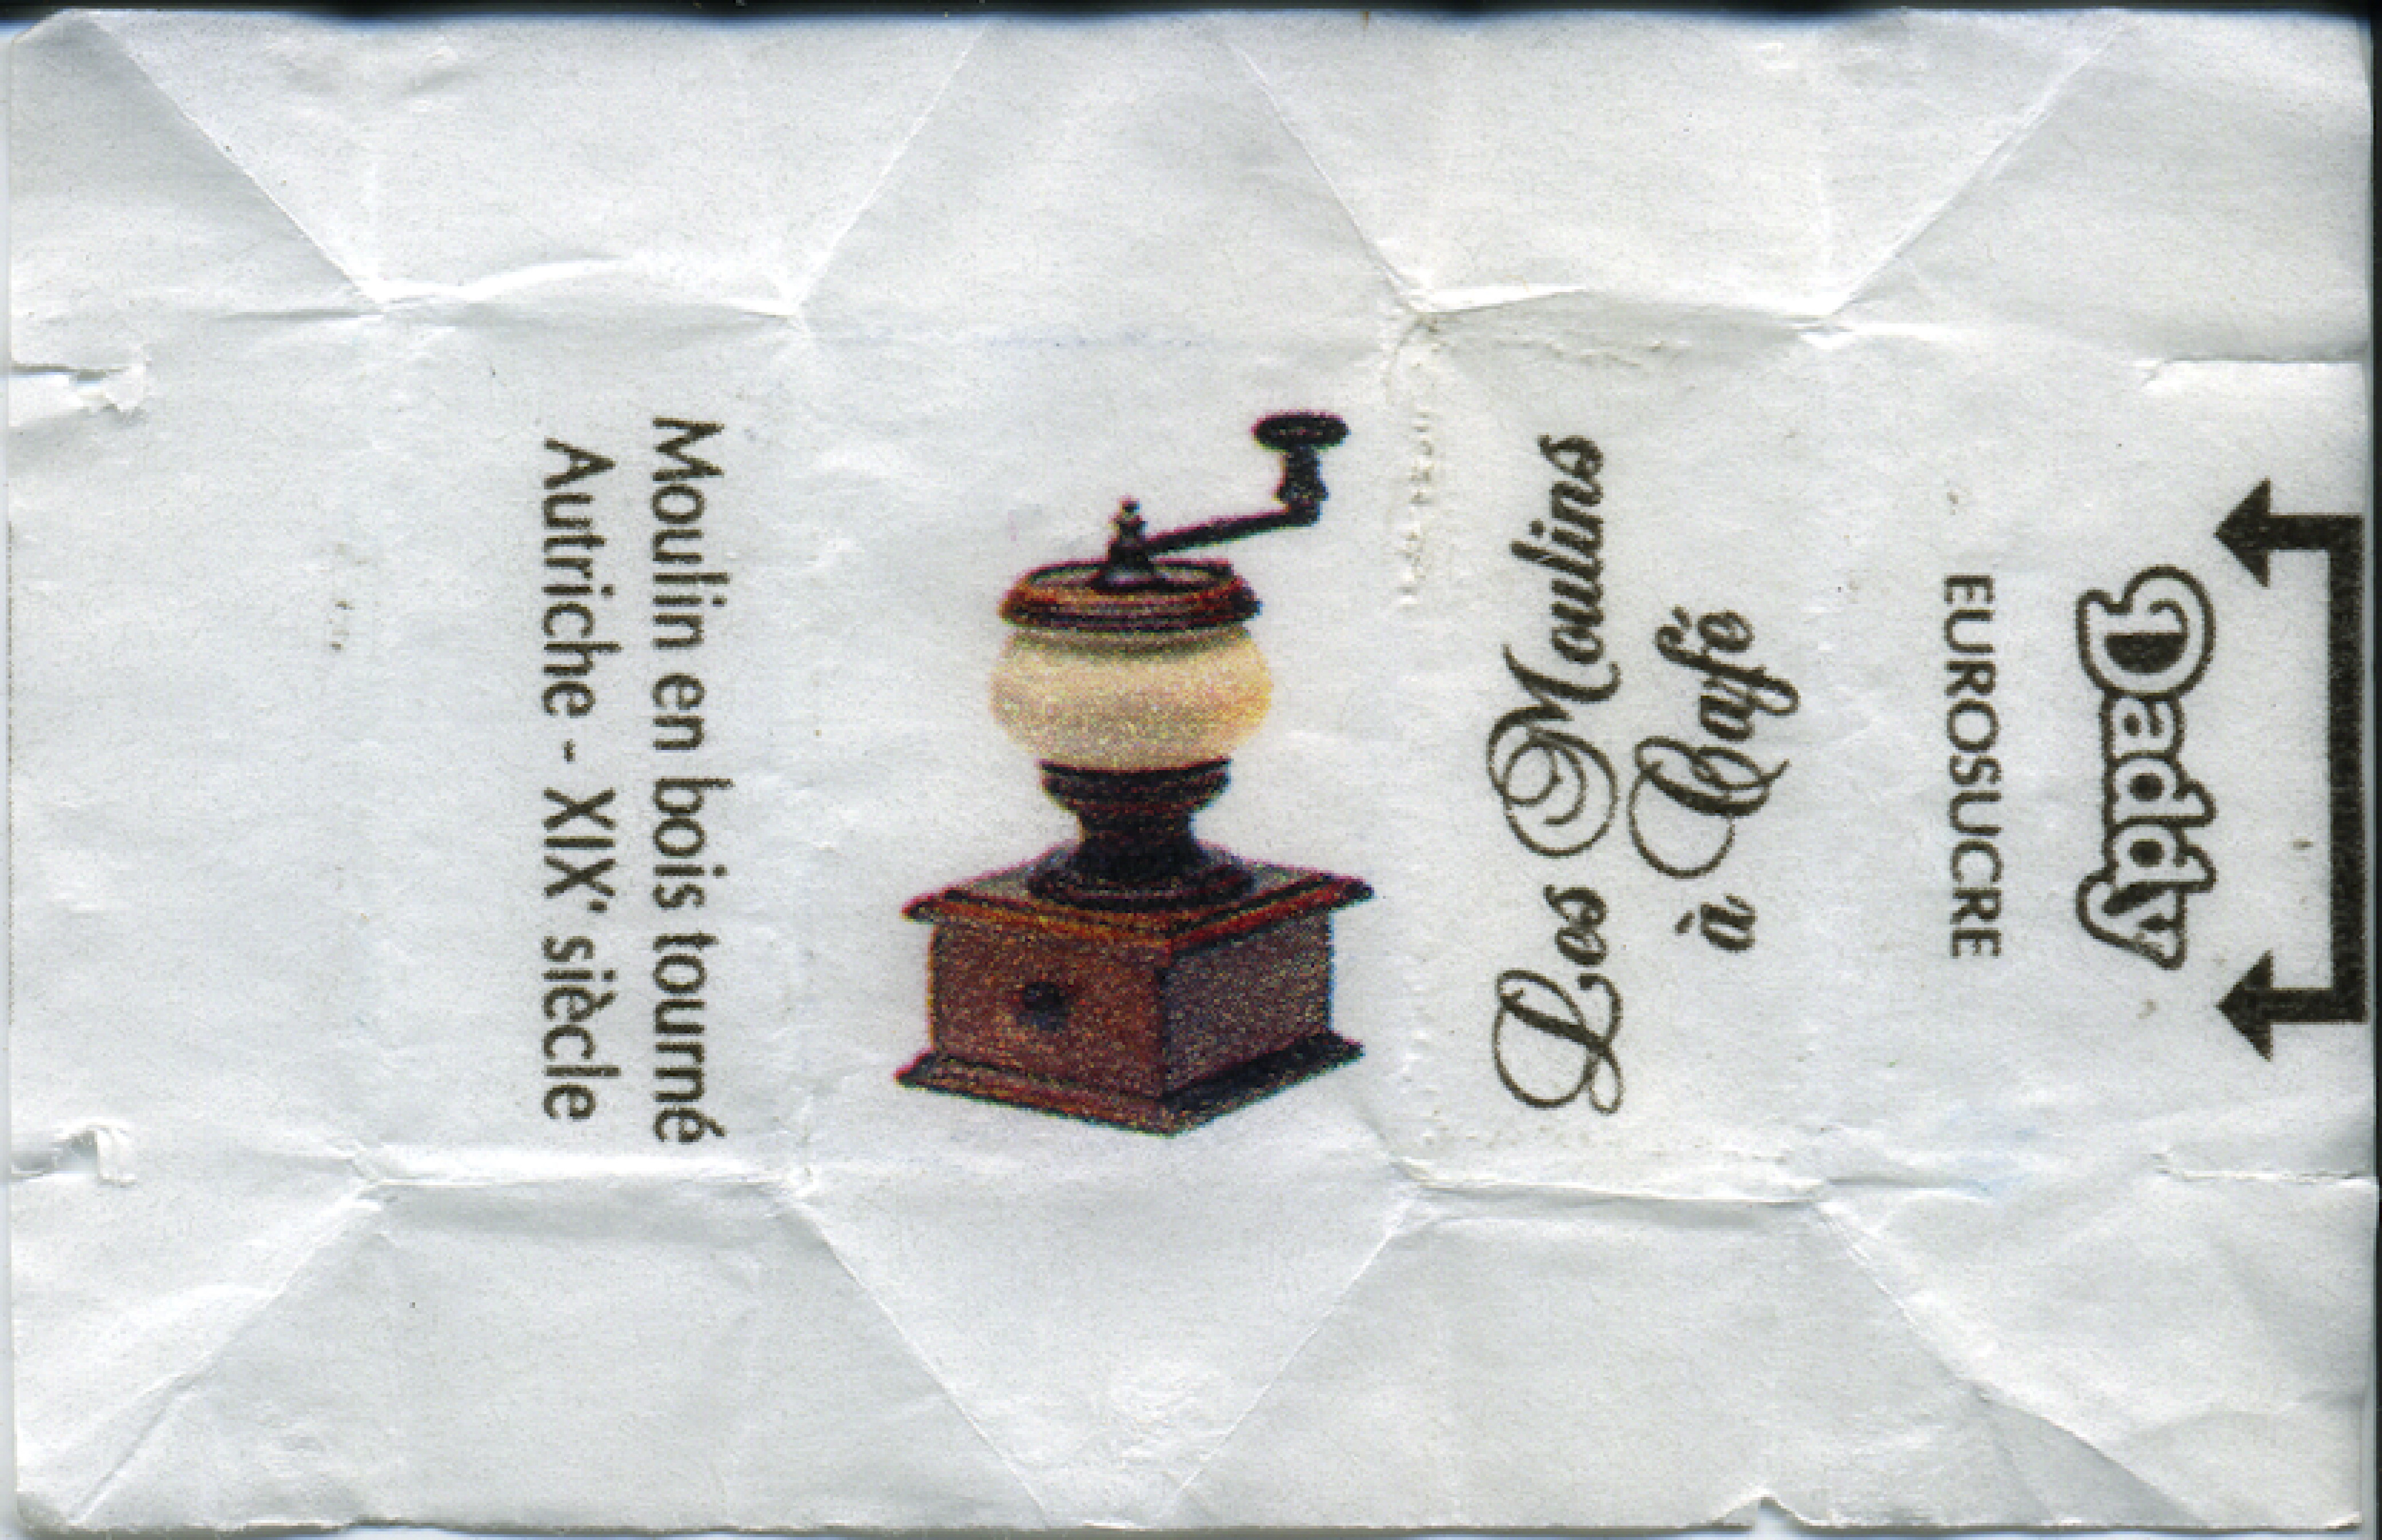 Daddy
EUROSUCRE
Les Moulins
à Café
Moulin en bois tourné
Autriche - XIXᵉ siècle